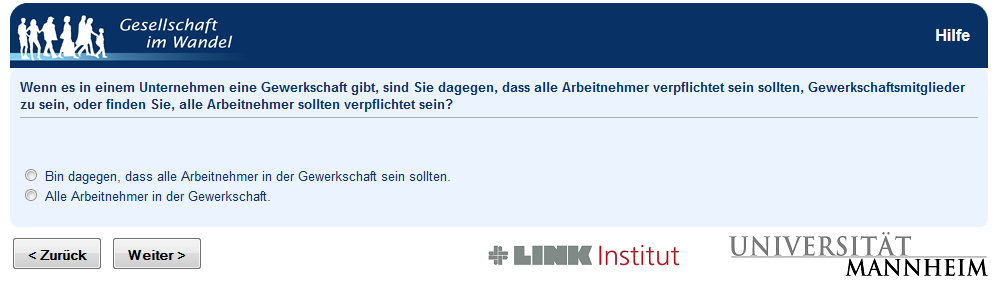 Gesellschaft
im Wandel
Hilfe
Wenn es in einem Unternehmen eine Gewerkschaft gibt, sind Sie dagegen, dass alle Arbeitnehmer verpflichtet sein sollten, Gewerkschaftsmitglieder
zu sein, oder finden Sie, alle Arbeitnehmer sollten verpflichtet sein?
Bin dagegen, dass alle Arbeitnehmer in der Gewerkschaft sein sollten.
Alle Arbeitnehmer in der Gewerkschaft.
< Zurück
Weiter >
LINK Institut
UNIVERSITÄT
MANNHEIM